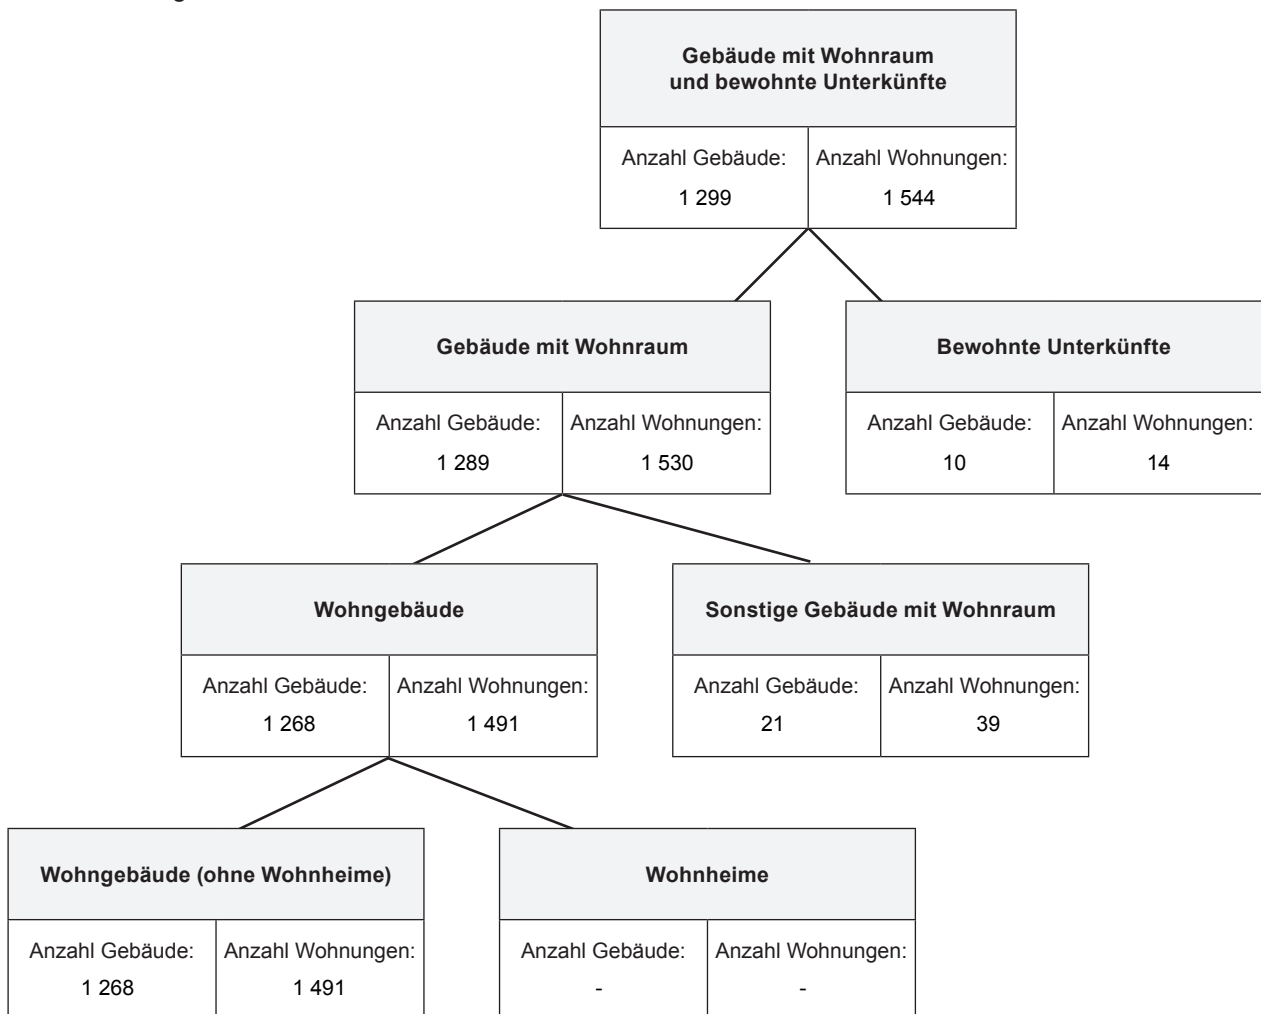 Gebäude mit Wohnraum
und bewohnte Unterkünfte
Anzahl Gebäude: Anzahl Wohnungen:
1 299 1 544
Gebäude mit Wohnraum
Anzahl Gebäude: Anzahl Wohnungen:
1 289 1 530
Bewohnte Unterkünfte
Anzahl Gebäude: Anzahl Wohnungen:
10 14
Wohngebäude
Anzahl Gebäude: Anzahl Wohnungen:
1 268 1 491
Sonstige Gebäude mit Wohnraum
Anzahl Gebäude: Anzahl Wohnungen:
21 39
Wohngebäude (ohne Wohnheime)
Anzahl Gebäude: Anzahl Wohnungen:
1 268 1 491
Wohnheime
Anzahl Gebäude: Anzahl Wohnungen:
- -